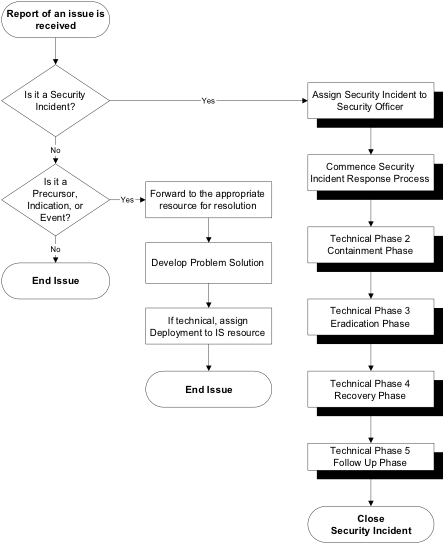 Report of an issue is
received
Is it a Security
Incident?
Yes
Assign Security Incident to
Security Officer
No
Is it a
Precursor,
Indication, or
Event?
Yes
Forward to the appropriate
resource for resolution
Commence Security
Incident Response Process
No
End Issue
Develop Problem Solution
Technical Phase 2
Containment Phase
If technical, assign
Deployment to IS resource
Technical Phase 3
Eradication Phase
End Issue
Technical Phase 4
Recovery Phase
Technical Phase 5
Follow Up Phase
Close
Security Incident